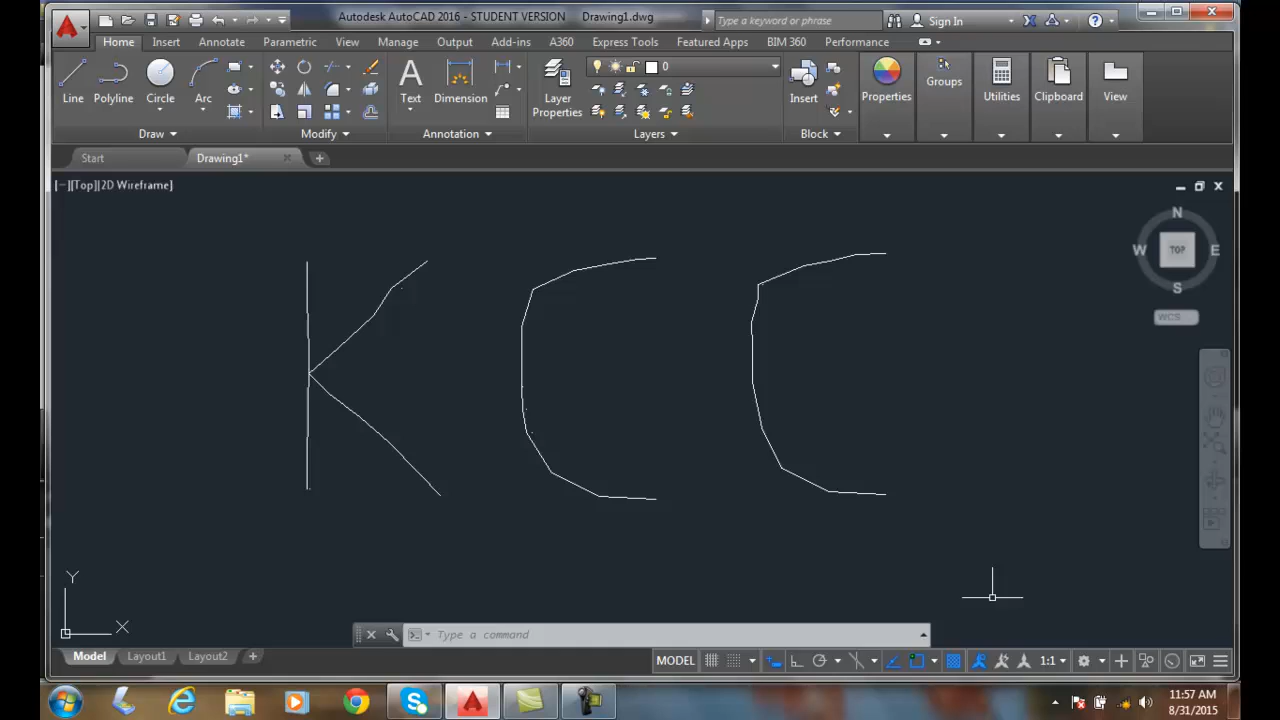 Autodesk AutoCAD 2016 - STUDENT VERSION Drawing1.dwg
Type a keyword or phrase
Sign In
Home Insert Annotate Parametric View Manage Output Add-ins A360 Express Tools Featured Apps BIM 360 Performance
Line Polyline Circle Arc
Draw
Modify
Text Dimension
Annotation
Layer Properties
0
Layers
Insert
Block
Properties
Groups
Utilities
Clipboard
View
Start Drawing1*
[−][Top][2D Wireframe]
N
W TOP E
S
WCS
KCC
Y
X
Type a command
Model Layout1 Layout2
MODEL 1:1
11:57 AM
8/31/2015